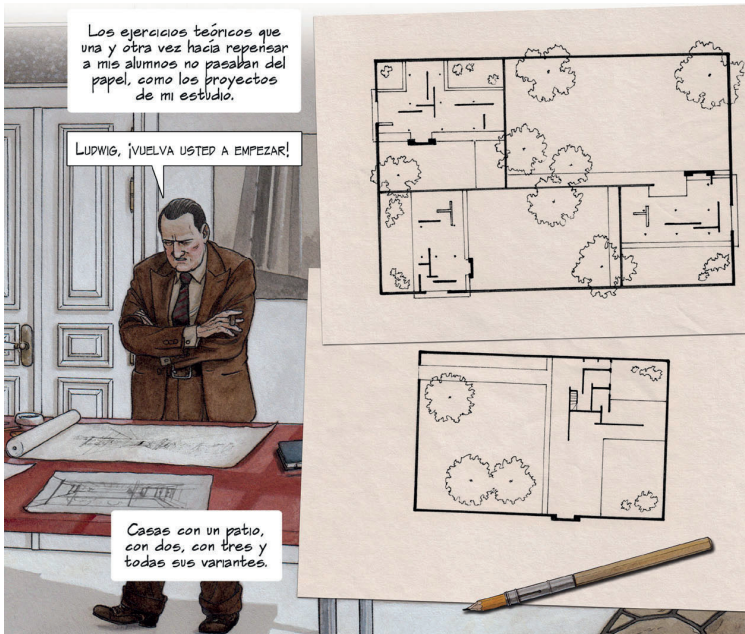 Los ejercicios teóricos que
una y otra vez hacía repensar
a mis alumnos no pasaban del
papel, como los proyectos
de mi estudio.
LUDWIG, ¡VUELVA USTED A EMPEZAR!
Casas con un patio,
con dos, con tres y
todas sus variantes.